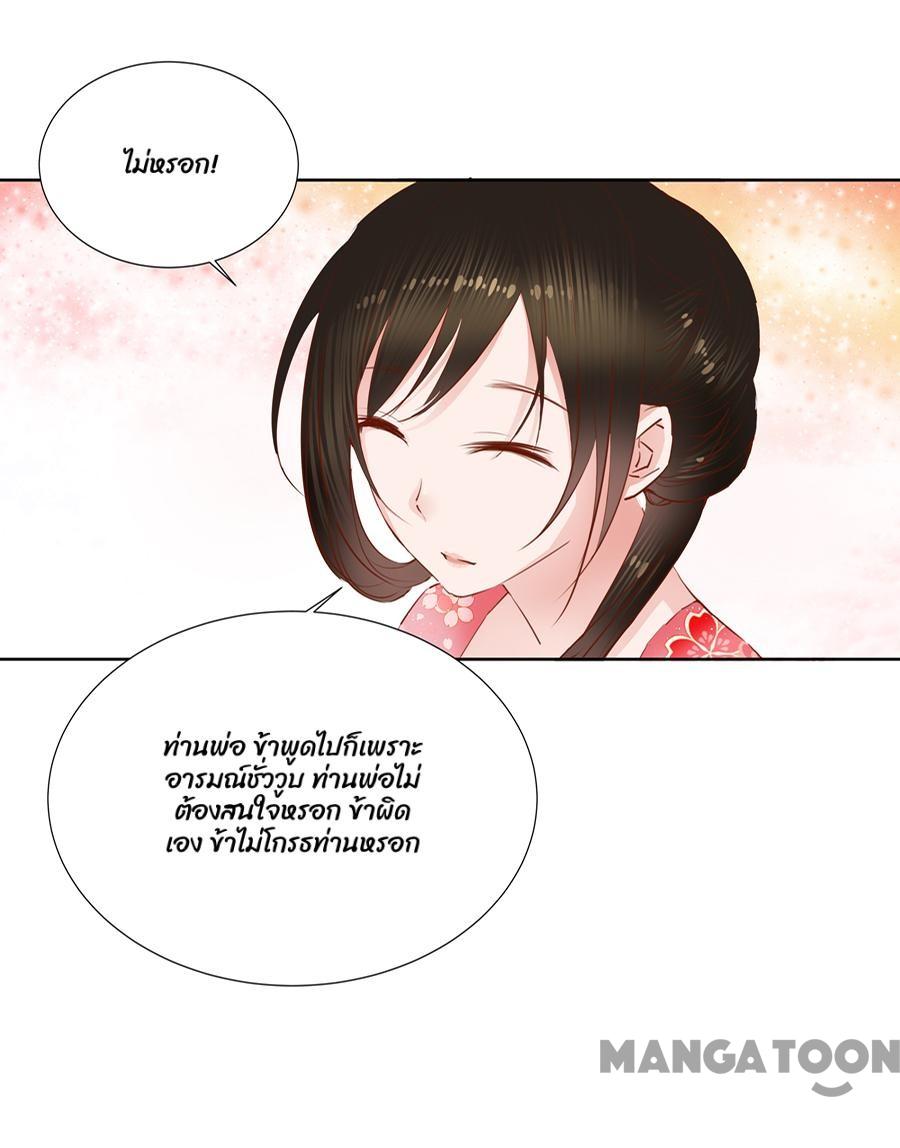 ไม่หรอก!
ท่านพ่อ ข้าพูดไปก็เพราะ
อารมณ์ชั่ววูบ ท่านพ่อไม่
ต้องสนใจหรอก ข้าผิด
เอง ข้าไม่โกรธท่านหรอก
MANGATOON